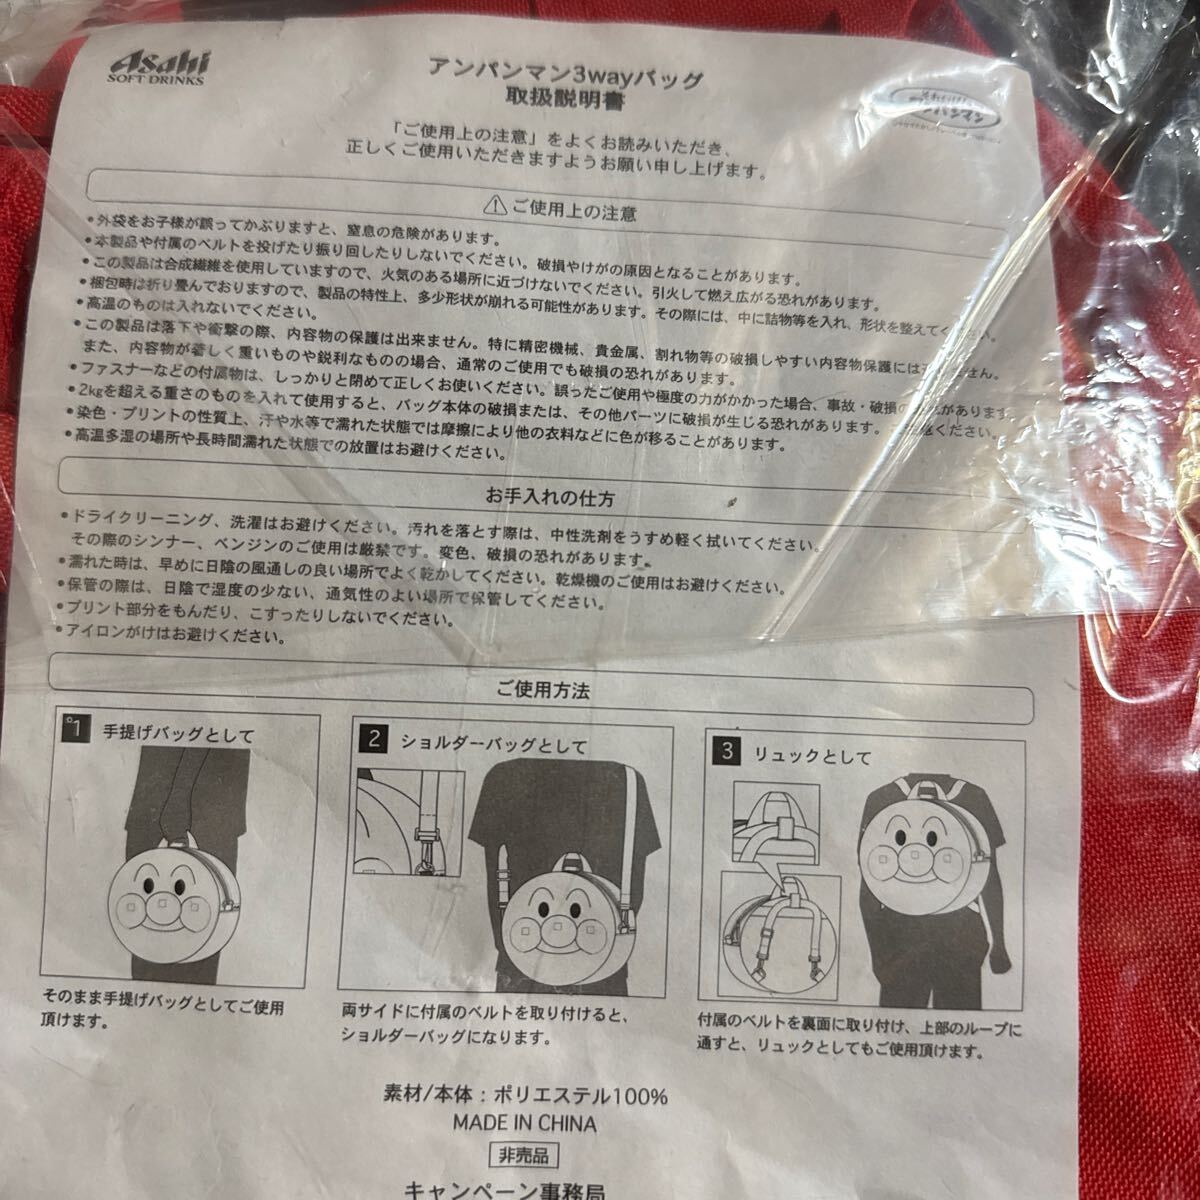 Asahi
SOFT DRINKS
アンパンマン3wayバッグ
取扱説明書
それいけ!
アンパンマン
「ご使用上の注意」をよくお読みいただき、
正しくご使用いただきますようお願い申し上げます。
⚠ご使用上の注意
•外袋をお子様が誤ってかぶりますと、窒息の危険があります。
•本製品や付属のベルトを投げたり振り回したりしないでください。破損やけがの原因となることがあります。
•この製品は合成繊維を使用していますので、火気のある場所に近づけないでください。引火して燃え広がる恐れがあります。
•梱包時は折り畳んでおりますので、製品の特性上、多少形状が崩れる可能性があります。その際には、中に詰物等を入れ、形状を整えてください。
•高温のものは入れないでください。
•この製品は落下や衝撃の際、内容物の保護は出来ません。特に精密機械、貴金属、割れ物等の破損しやすい内容物保護には
また、内容物が著しく重いものや鋭利なものの場合、通常のご使用でも破損の恐れがあります。
•ファスナーなどの付属物は、しっかりと閉めて正しくお使いください。誤ったご使用や極度の力がかかった場合、事故・破損の があります。
•2kgを超える重さのものを入れて使用すると、バッグ本体の破損または、その他パーツに破損が生じる恐れがあります。 ください。
•染色・プリントの性質上、汗や水等で濡れた状態では摩擦により他の衣料などに色が移ることがあります。
•高温多湿の場所や長時間濡れた状態での放置はお避けください。
お手入れの仕方
•ドライクリーニング、洗濯はお避けください。汚れを落とす際は、中性洗剤をうすめ軽く拭いてください。
その際のシンナー、ベンジンのご使用は厳禁です。変色、破損の恐れがあります。
•濡れた時は、早めに日陰の風通しの良い場所でよく乾かしてください。乾燥機のご使用はお避けください。
•保管の際は、日陰で湿度の少ない、通気性のよい場所で保管してください。
•プリント部分をもんだり、こすったりしないでください。
•アイロンがけはお避けください。
ご使用方法
1 手提げバッグとして
そのまま手提げバッグとしてご使用
頂けます。
2 ショルダーバッグとして
両サイドに付属のベルトを取り付けると、
ショルダーバッグになります。
3 リュックとして
付属のベルトを裏面に取り付け、上部のループに
通すと、リュックとしてもご使用頂けます。
素材/本体：ポリエステル100%
MADE IN CHINA
非売品
キャンペーン事務局